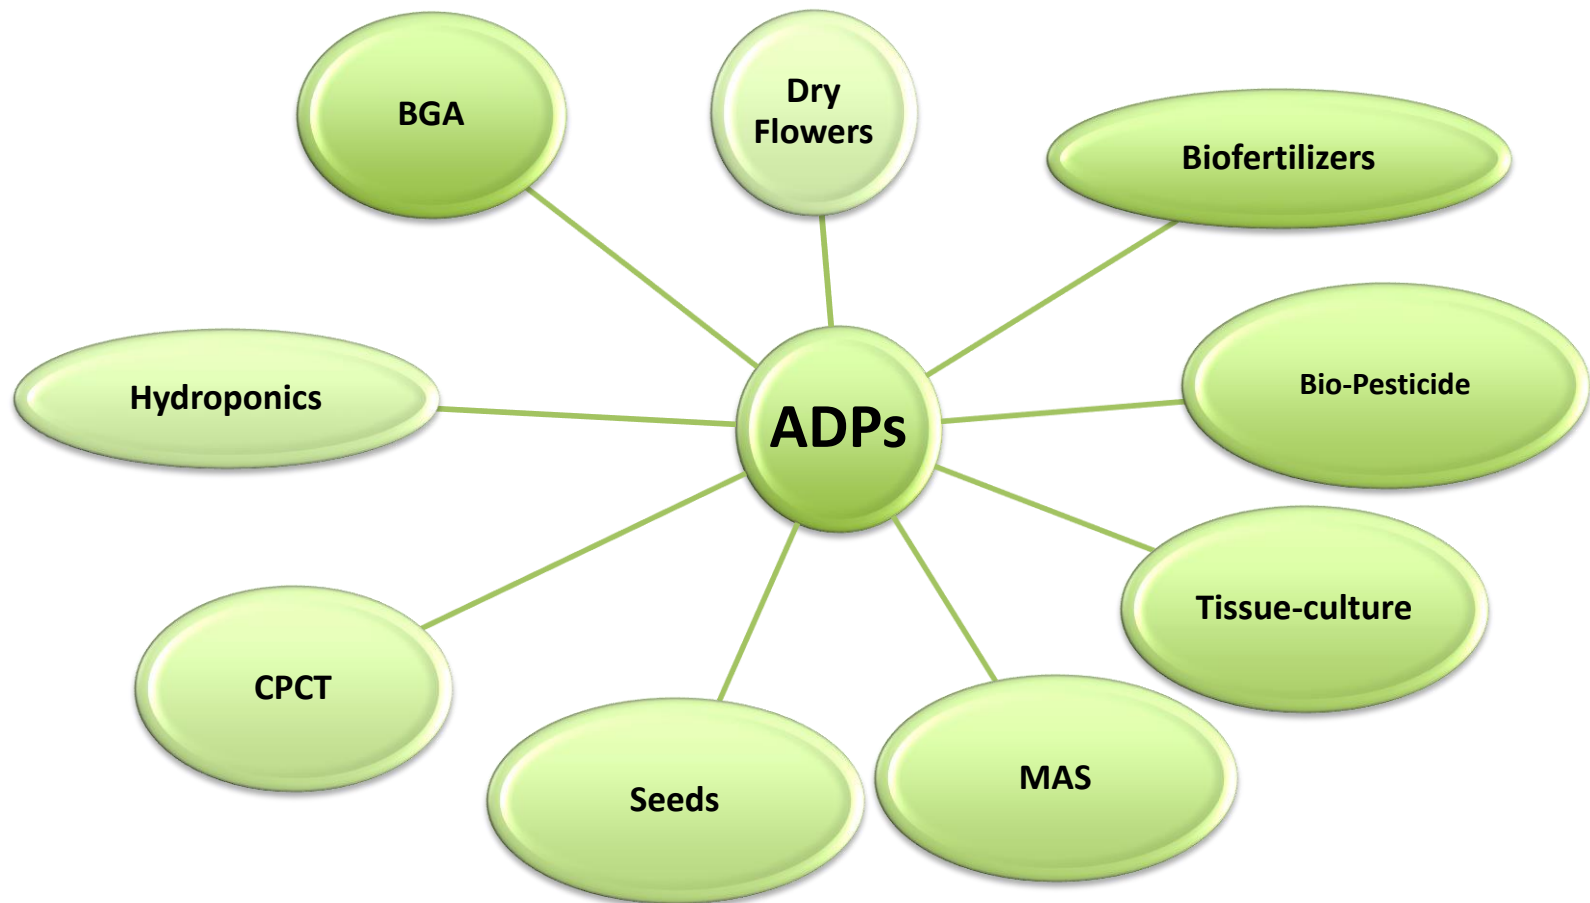 BGA
Dry
Flowers
Biofertilizers
Hydroponics
Bio-Pesticide
ADPs
Tissue-culture
CPCT
Seeds
MAS